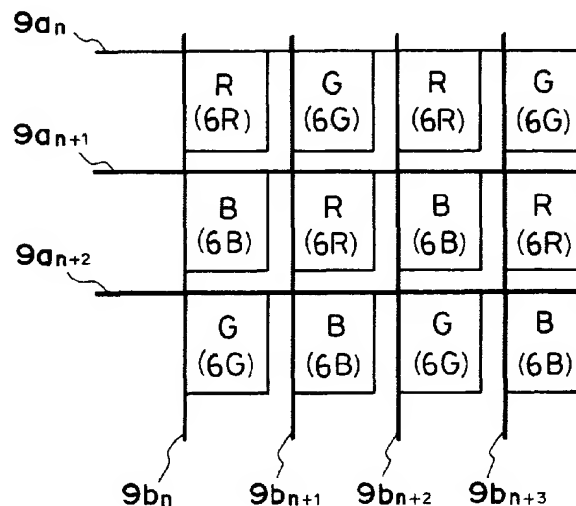 9an
R G R G
(6R) (6G) (6R) (6G)
9an+1
B R B R
(6B) (6R) (6B) (6R)
9an+2
G B G B
(6G) (6B) (6G) (6B)
9bn 9bn+1 9bn+2 9bn+3